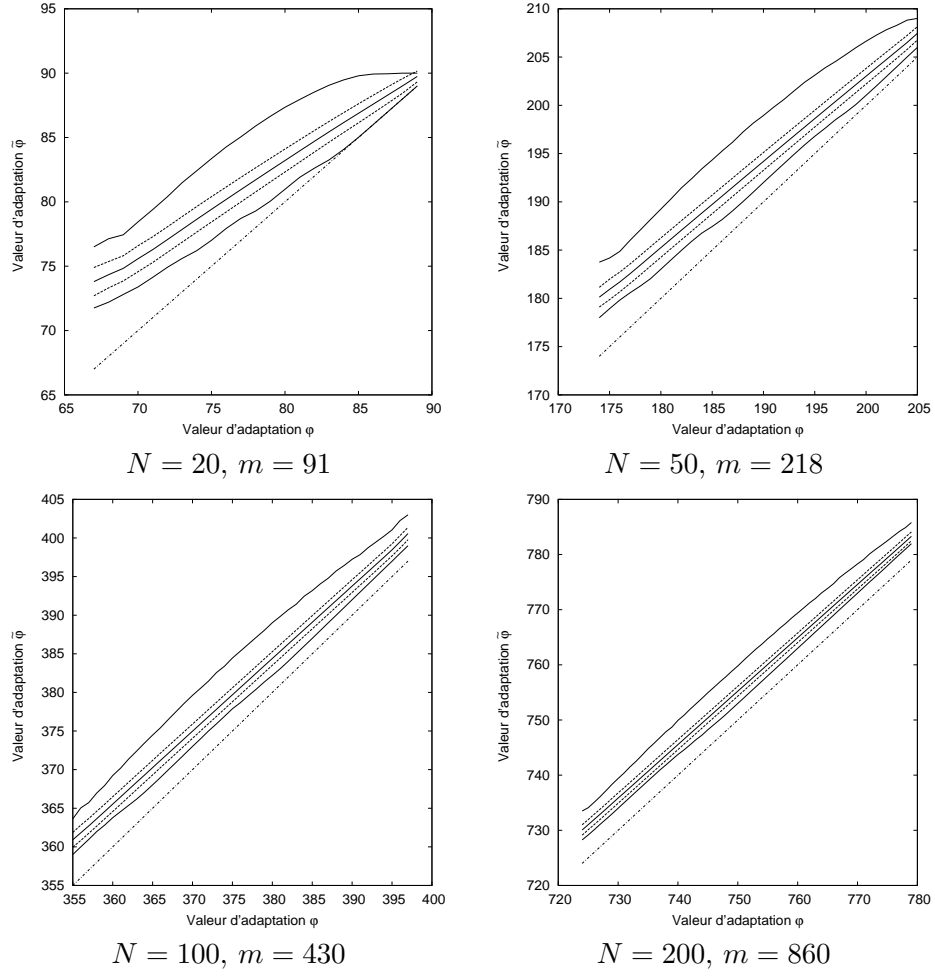 95
90
85
80
75
70
65
65 70 75 80 85 90
Valeur d'adaptation φ̃
Valeur d'adaptation φ
N = 20, m = 91
210
205
200
195
190
185
180
175
170
170 175 180 185 190 195 200 205
Valeur d'adaptation φ̃
Valeur d'adaptation φ
N = 50, m = 218
405
400
395
390
385
380
375
370
365
360
355
355 360 365 370 375 380 385 390 395 400
Valeur d'adaptation φ̃
Valeur d'adaptation φ
N = 100, m = 430
790
780
770
760
750
740
730
720
720 730 740 750 760 770 780
Valeur d'adaptation φ̃
Valeur d'adaptation φ
N = 200, m = 860